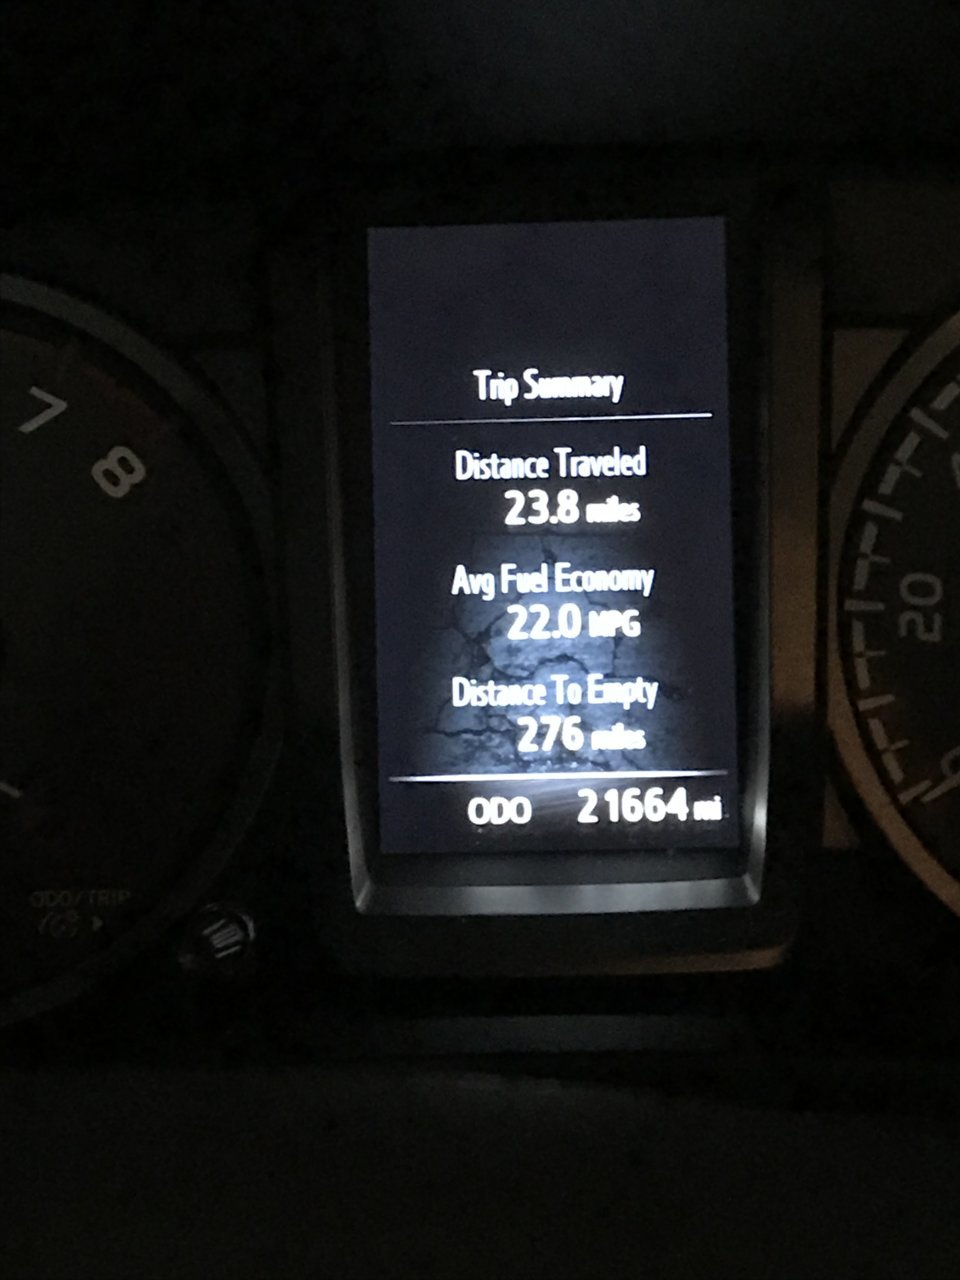 Trip Summary
Distance Traveled
23.8 miles
Avg Fuel Economy
22.0 MPG
Distance To Empty
276 miles
ODO 21664 mi
7
8
20
ODO/TRIP